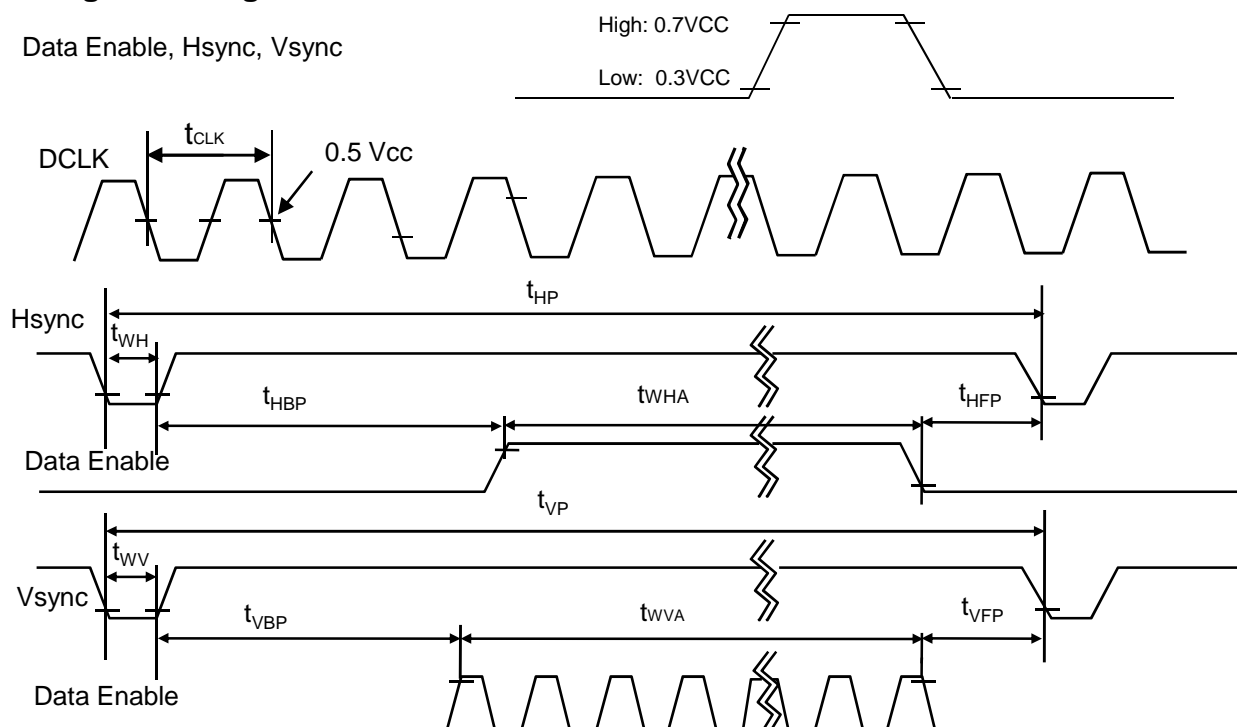 High: 0.7VCC
Data Enable, Hsync, Vsync
Low: 0.3VCC
tCLK
DCLK
0.5 Vcc
tHP
Hsync
tWH
tHBP
tWHA
tHFP
Data Enable
tVP
tWV
Vsync
tVBP
tWVA
tVFP
Data Enable